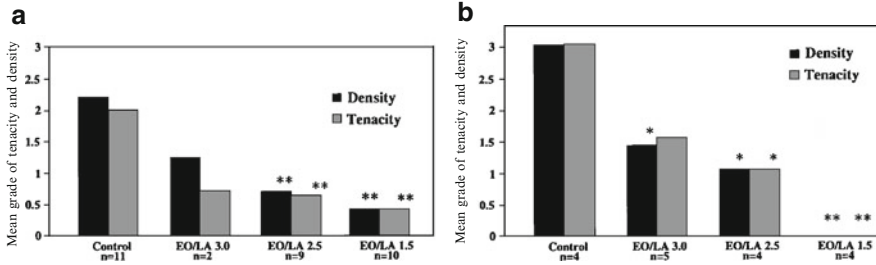 a
Mean grade of tenacity and density
3
2.5
2
1.5
1
0.5
0
Density
Tenacity
** **
** **
Control EO/LA 3.0 EO/LA 2.5 EO/LA 1.5
n=11 n=2 n=9 n=10
b
Mean grade of tenacity and density
3
2.5
2
1.5
1
0.5
0
Density
Tenacity
*
* *
** **
Control EO/LA 3.0 EO/LA 2.5 EO/LA 1.5
n=4 n=5 n=4 n=4